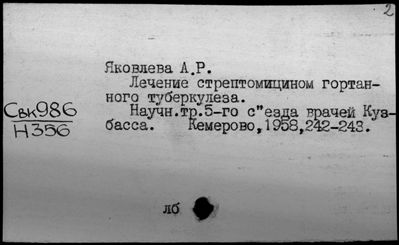 2
Яковлева А.Р.
Лечение стрептомицином гортан-
ного туберкулеза.
Научн.тр.5-го с"езда врачей Куз-
басса. Кемерово,1958,242-243.
Свк986
Н356
лб